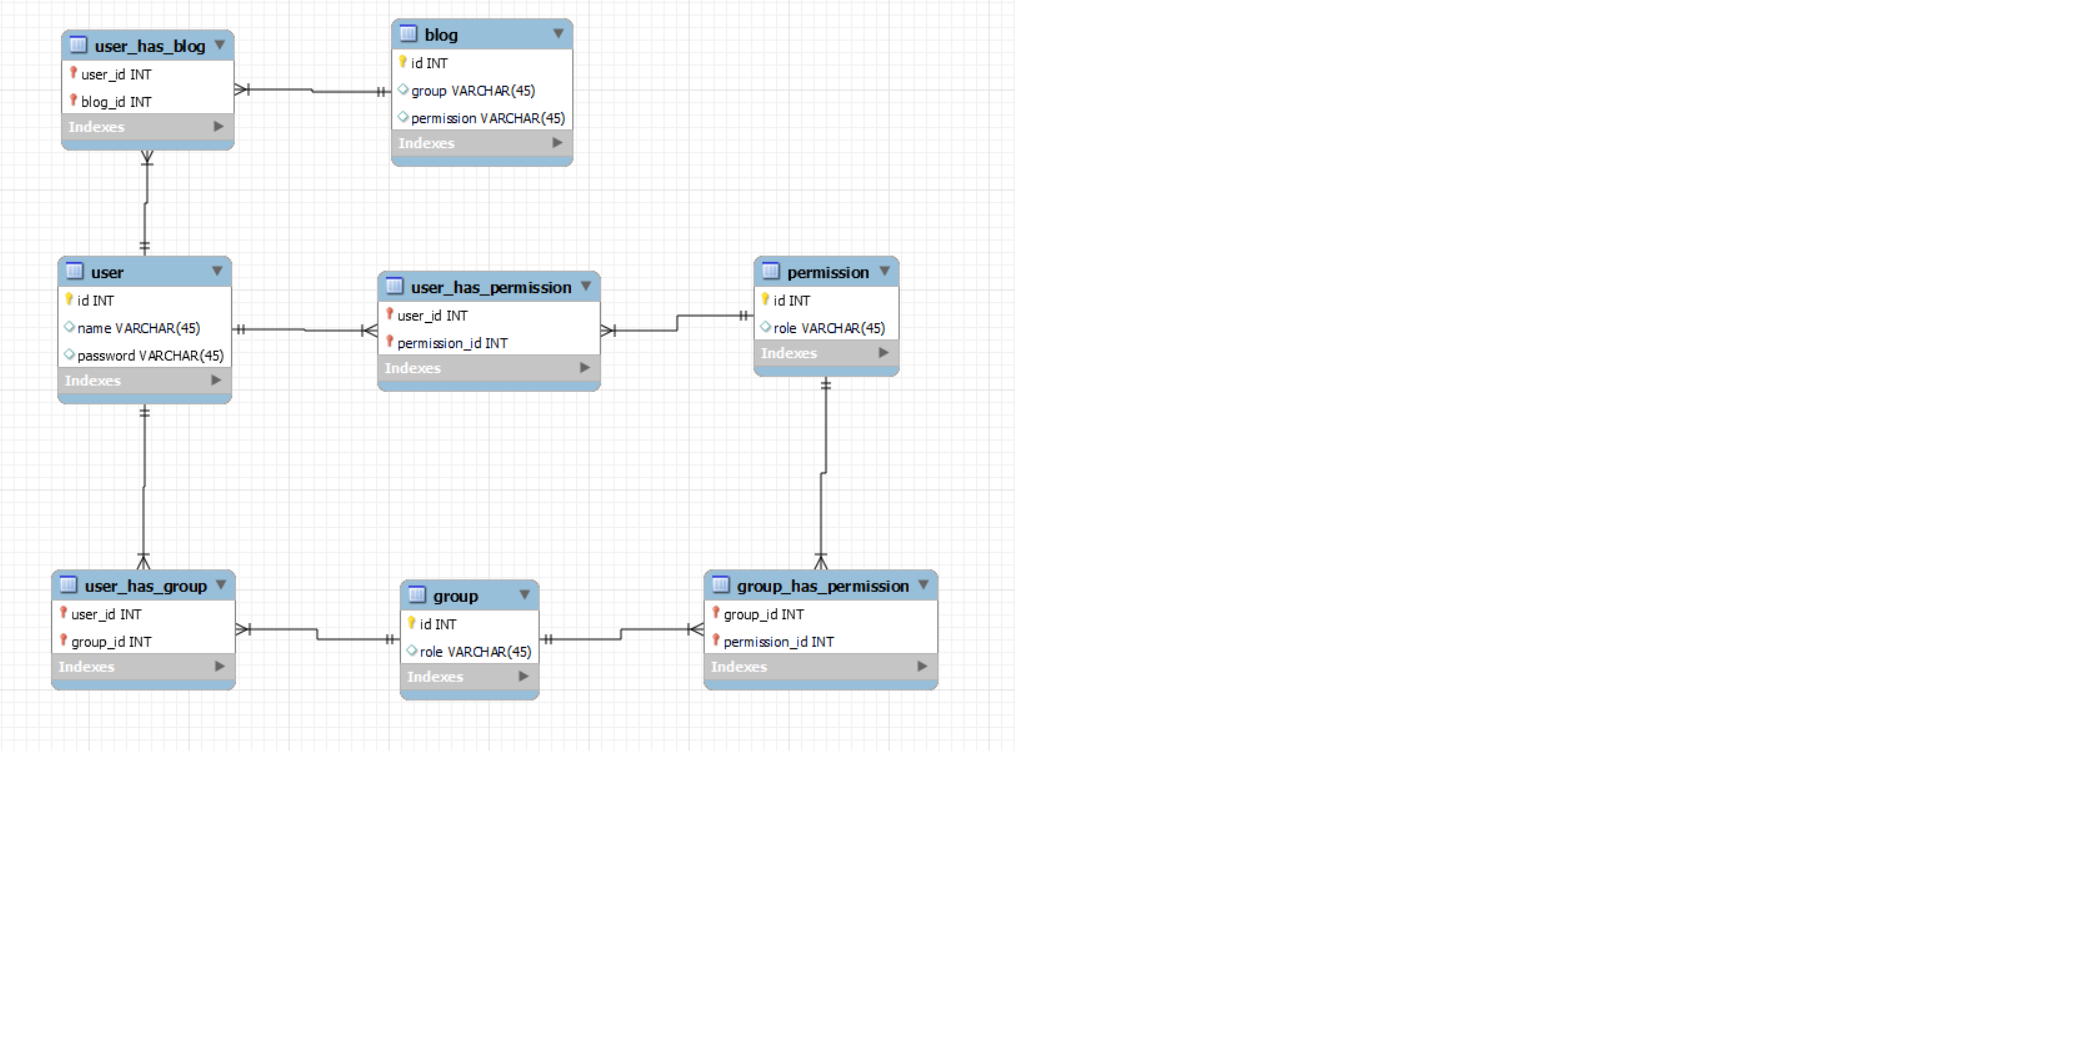 user_has_blog
user_id INT
blog_id INT
Indexes
blog
id INT
group VARCHAR(45)
permission VARCHAR(45)
Indexes
user
id INT
name VARCHAR(45)
password VARCHAR(45)
Indexes
user_has_permission
user_id INT
permission_id INT
Indexes
permission
id INT
role VARCHAR(45)
Indexes
user_has_group
user_id INT
group_id INT
Indexes
group
id INT
role VARCHAR(45)
Indexes
group_has_permission
group_id INT
permission_id INT
Indexes